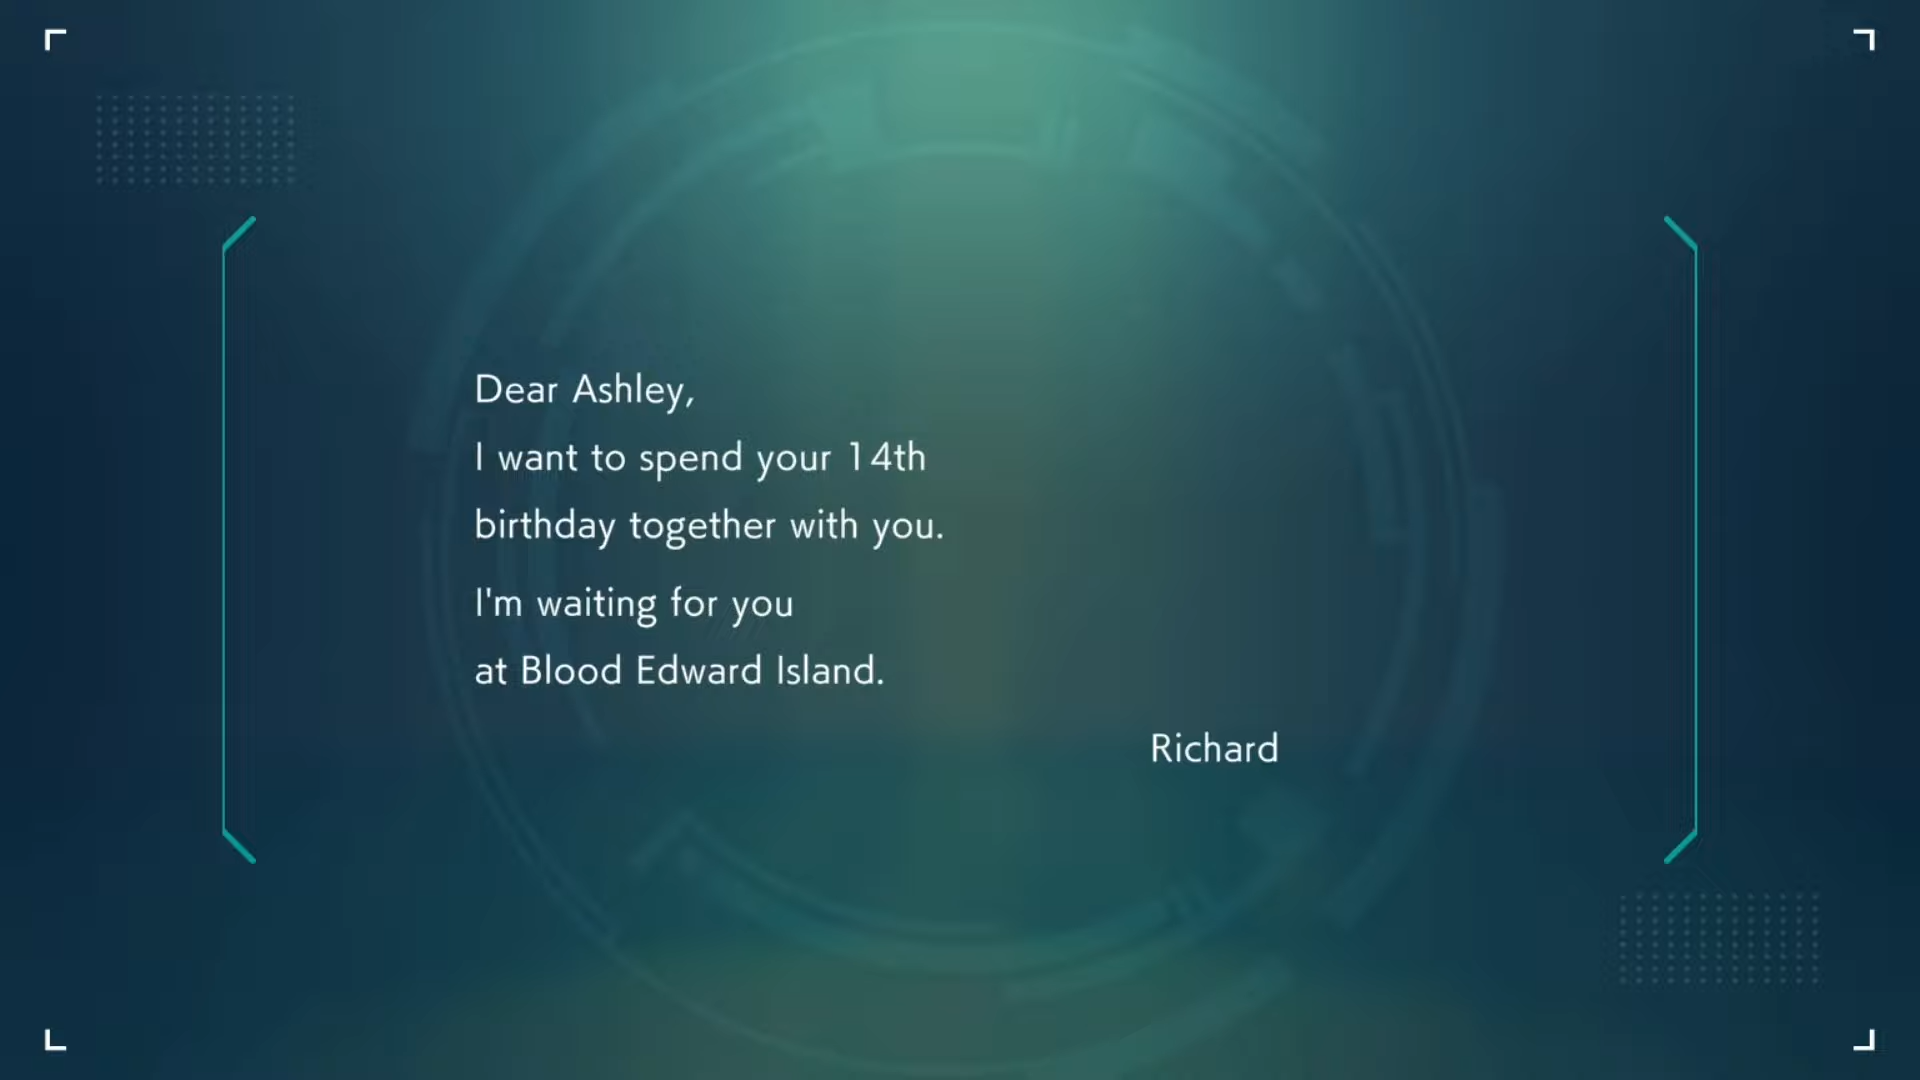 Dear Ashley,
I want to spend your 14th
birthday together with you.
I'm waiting for you
at Blood Edward Island.
Richard